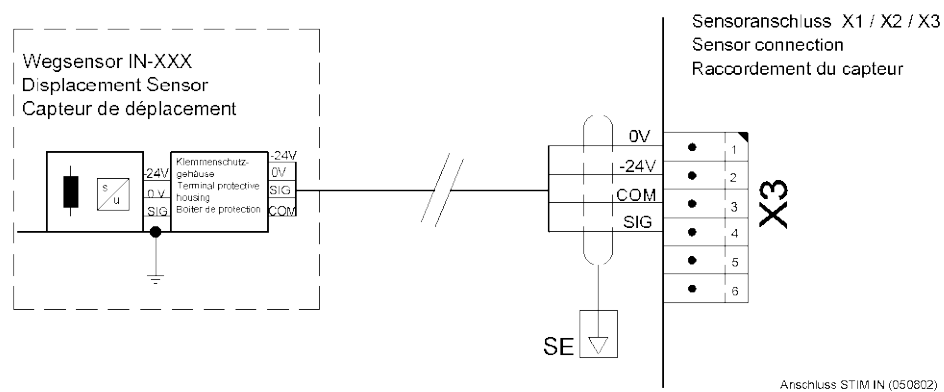 Sensoranschluss X1 / X2 / X3
Sensor connection
Raccordement du capteur
Wegsensor IN-XXX
Displacement Sensor
Capteur de déplacement
-24V
0 V
SIG
s
u
Klemmenschutz-
gehäuse
Terminal protective
housing
Boiter de protection
-24V
0V
SIG
COM
0V
-24V
COM
SIG
1
2
3
4
5
6
X3
SE
Anschluss STIM IN (050802)